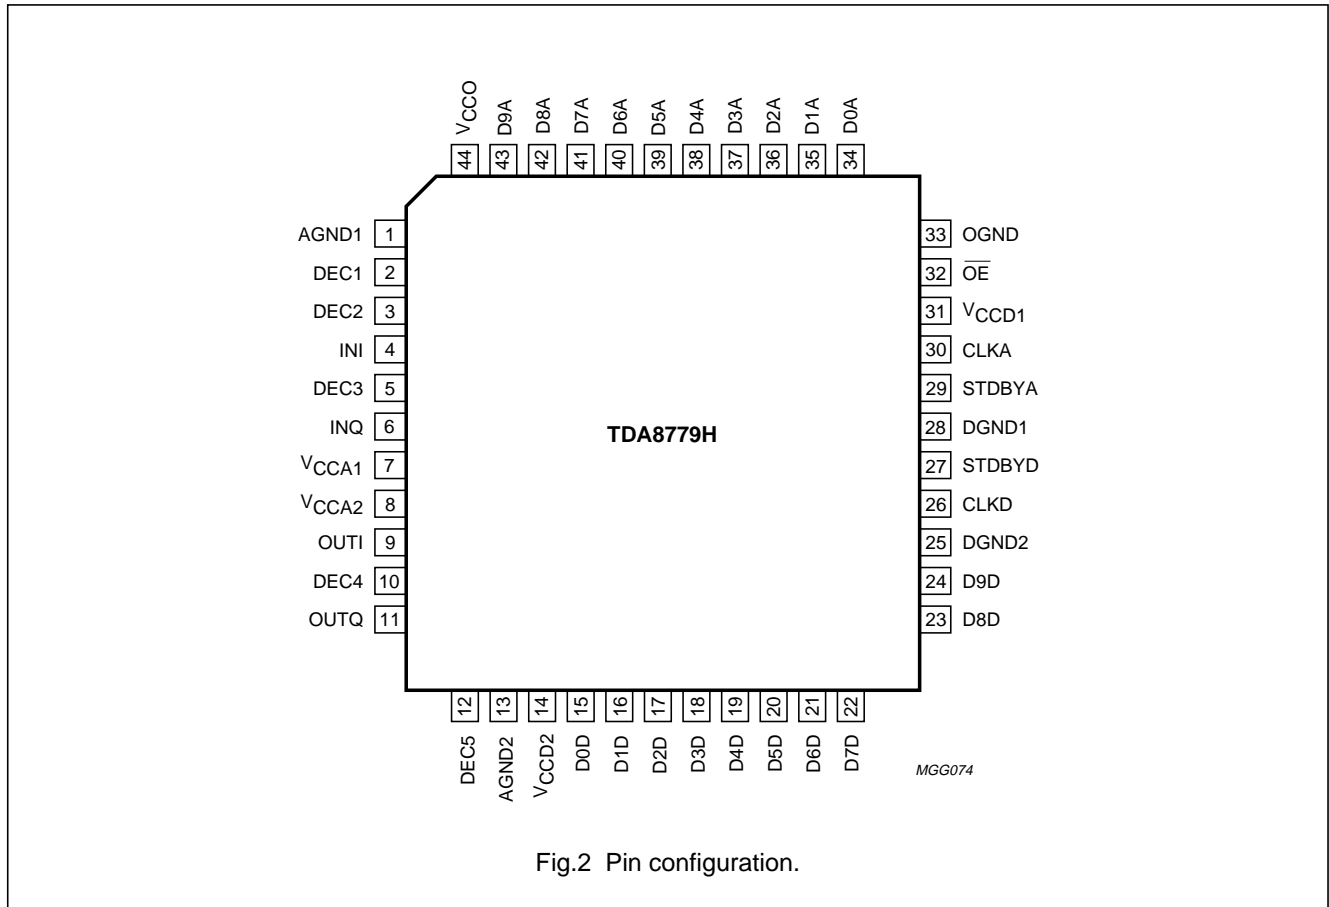 VCCO D9A D8A D7A D6A D5A D4A D3A D2A D1A D0A
44 43 42 41 40 39 38 37 36 35 34
AGND1 1
DEC1 2
DEC2 3
INI 4
DEC3 5
INQ 6
VCCA1 7
VCCA2 8
OUTI 9
DEC4 10
OUTQ 11
TDA8779H
33 OGND
32 O̅E̅
31 VCCD1
30 CLKA
29 STDBYA
28 DGND1
27 STDBYD
26 CLKD
25 DGND2
24 D9D
23 D8D
12 13 14 15 16 17 18 19 20 21 22
DEC5 AGND2 VCCD2 D0D D1D D2D D3D D4D D5D D6D D7D
MGG074
Fig.2 Pin configuration.